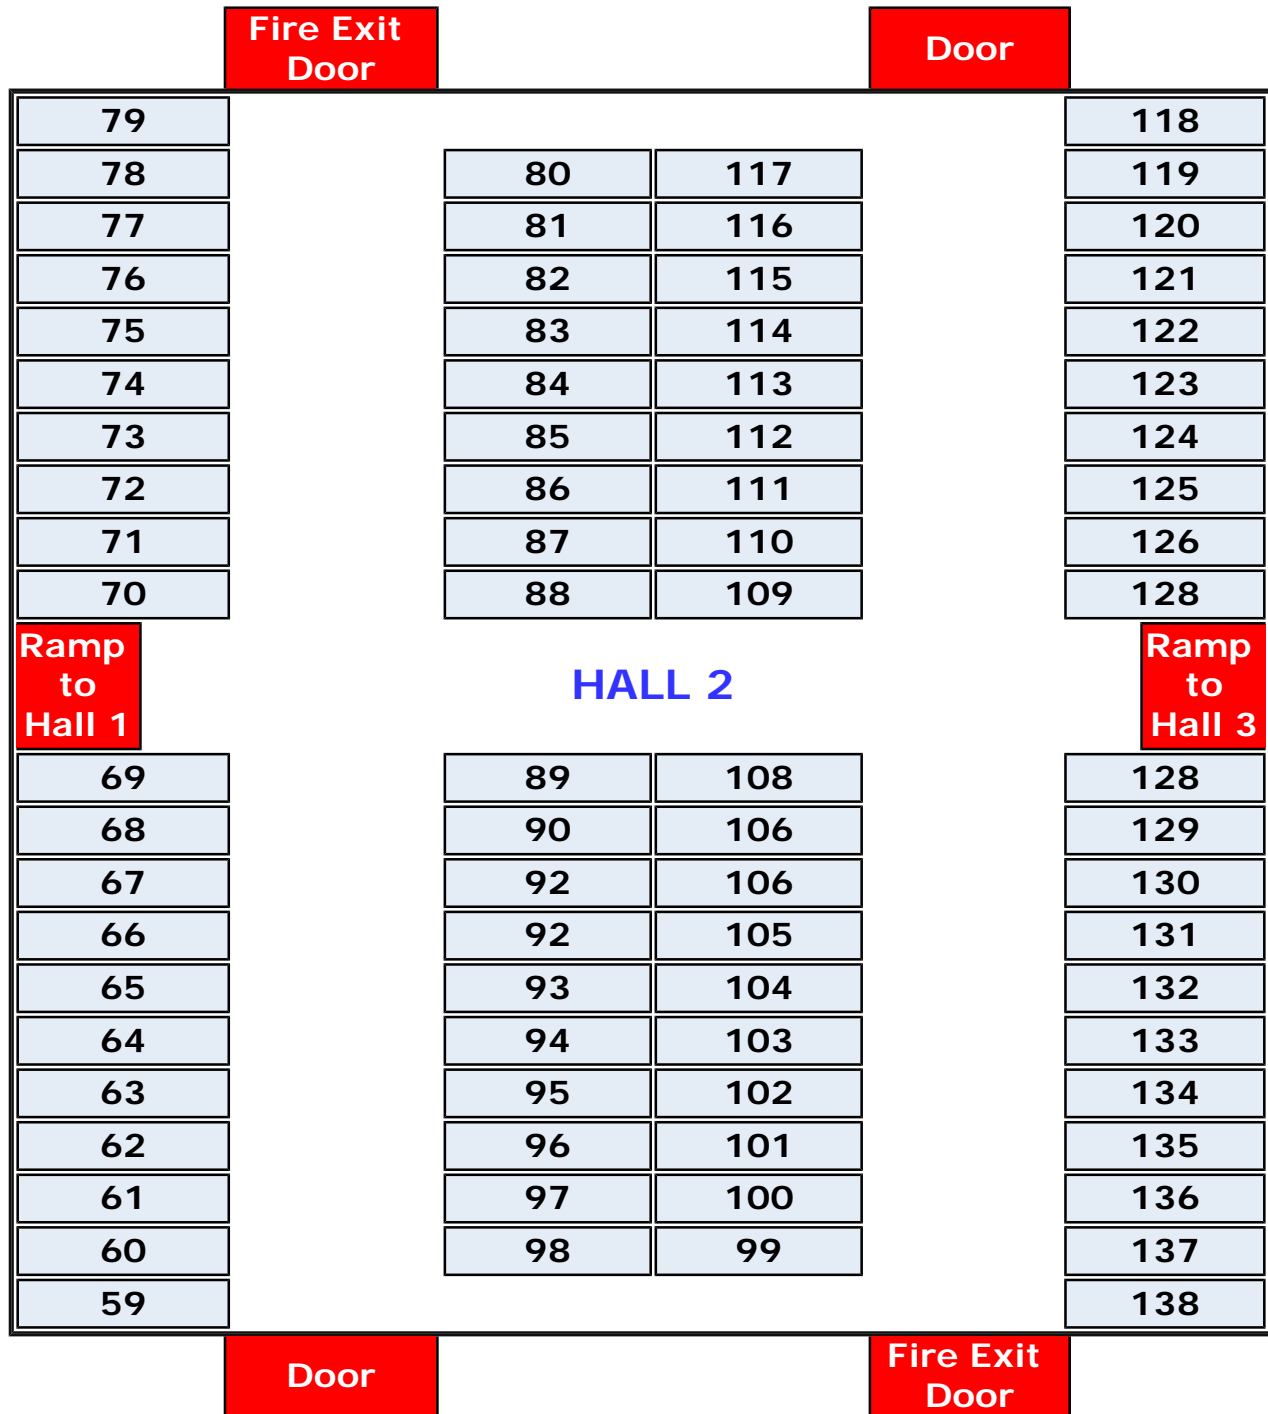 Fire Exit
Door
Door
79 118
78 80 117 119
77 81 116 120
76 82 115 121
75 83 114 122
74 84 113 123
73 85 112 124
72 86 111 125
71 87 110 126
70 88 109 128
Ramp
to
Hall 1
HALL 2
Ramp
to
Hall 3
69 89 108 128
68 90 106 129
67 92 106 130
66 92 105 131
65 93 104 132
64 94 103 133
63 95 102 134
62 96 101 135
61 97 100 136
60 98 99 137
59 138
Door
Fire Exit
Door